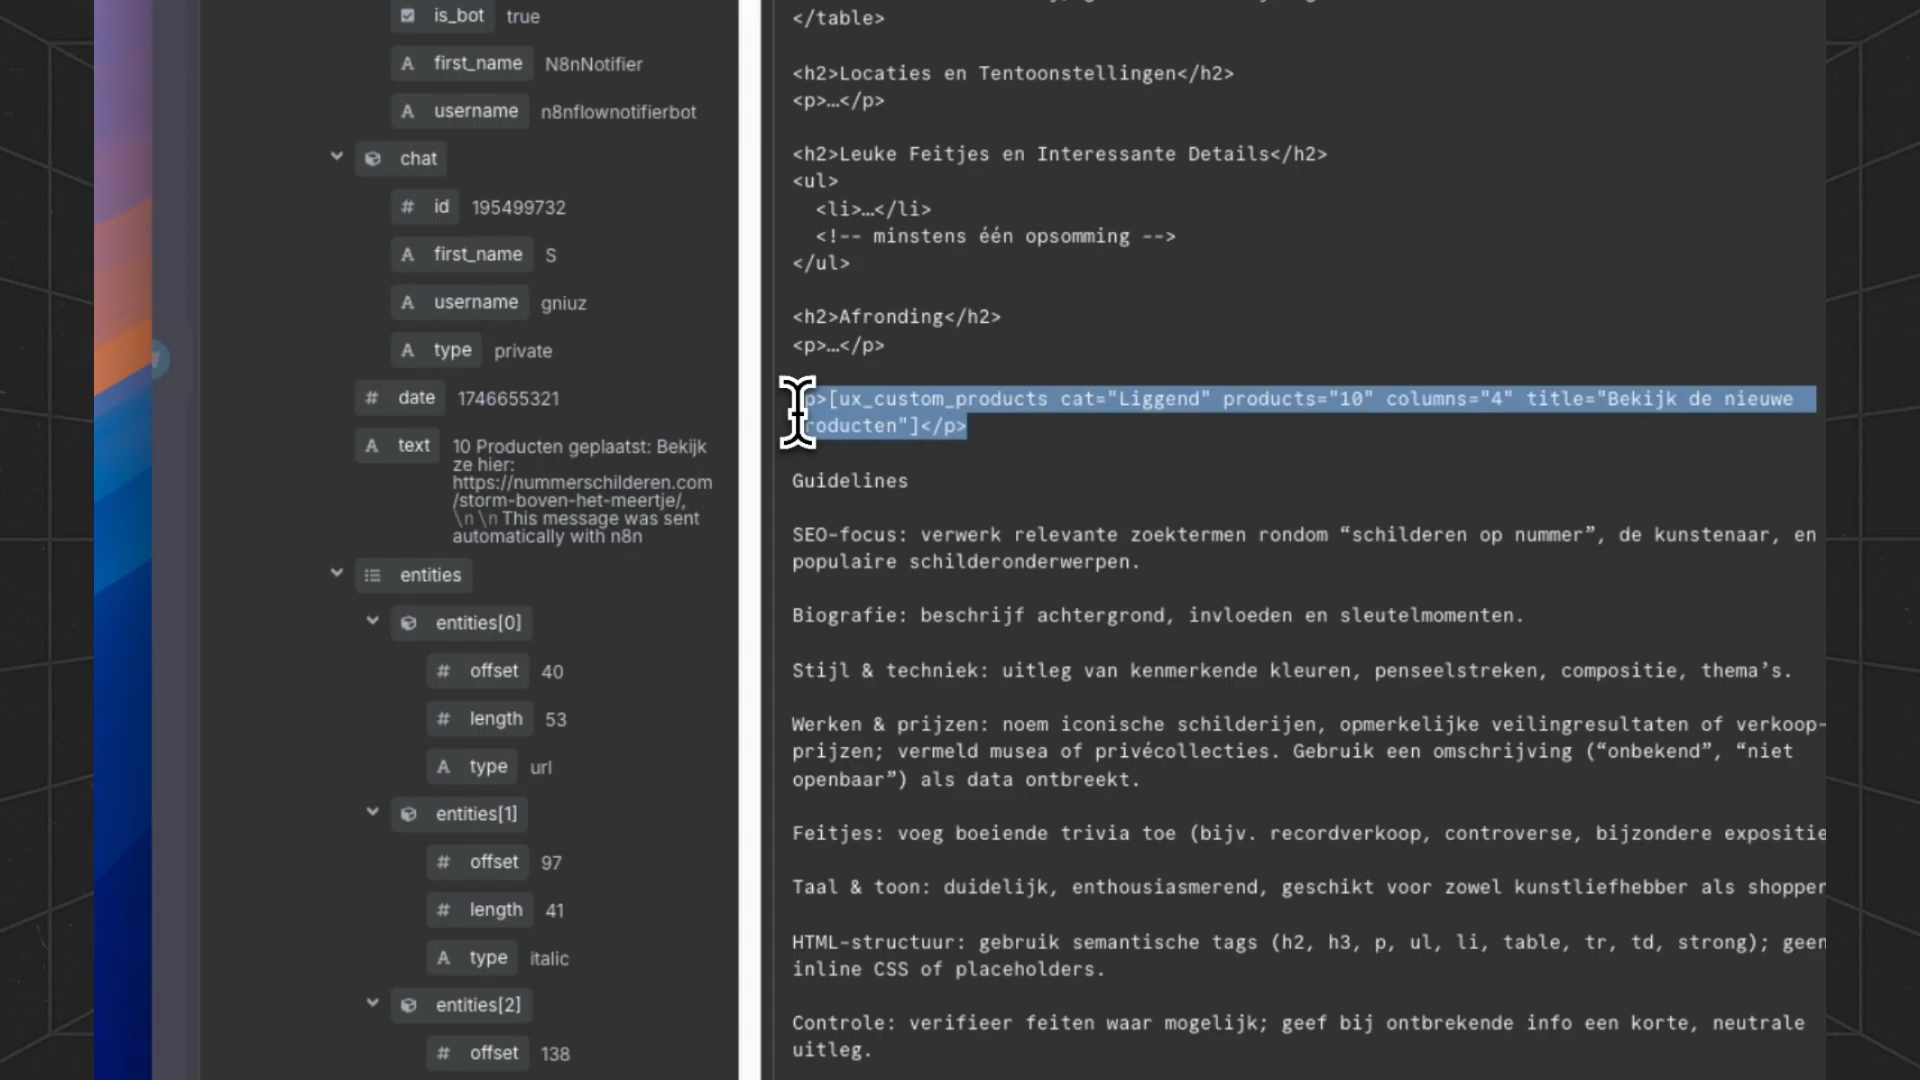 is_bot true
first_name N8nNotifier
username n8nflownotifierbot
chat
# id 195499732
first_name S
username gniuz
type private
# date 1746655321
text 10 Producten geplaatst: Bekijk
ze hier:
https://nummerschilderen.com
/storm-boven-het-meertje/,
\n \n This message was sent
automatically with n8n
entities
entities[0]
# offset 40
# length 53
type url
entities[1]
# offset 97
# length 41
type italic
entities[2]
# offset 138
</table>
<h2>Locaties en Tentoonstellingen</h2>
<p>…</p>
<h2>Leuke Feitjes en Interessante Details</h2>
<ul>
<li>…</li>
<!-- minstens één opsomming -->
</ul>
<h2>Afronding</h2>
<p>…</p>
p>[ux_custom_products cat="Liggend" products="10" columns="4" title="Bekijk de nieuwe
roducten"]</p>
Guidelines
SEO-focus: verwerk relevante zoektermen rondom “schilderen op nummer”, de kunstenaar, en
populaire schilderonderwerpen.
Biografie: beschrijf achtergrond, invloeden en sleutelmomenten.
Stijl & techniek: uitleg van kenmerkende kleuren, penseelstreken, compositie, thema’s.
Werken & prijzen: noem iconische schilderijen, opmerkelijke veilingresultaten of verkoop-
prijzen; vermeld musea of privécollecties. Gebruik een omschrijving (“onbekend”, “niet
openbaar”) als data ontbreekt.
Feitjes: voeg boeiende trivia toe (bijv. recordverkoop, controverse, bijzondere expositie
Taal & toon: duidelijk, enthousiasmerend, geschikt voor zowel kunstliefhebber als shopper
HTML-structuur: gebruik semantische tags (h2, h3, p, ul, li, table, tr, td, strong); geen
inline CSS of placeholders.
Controle: verifieer feiten waar mogelijk; geef bij ontbrekende info een korte, neutrale
uitleg.